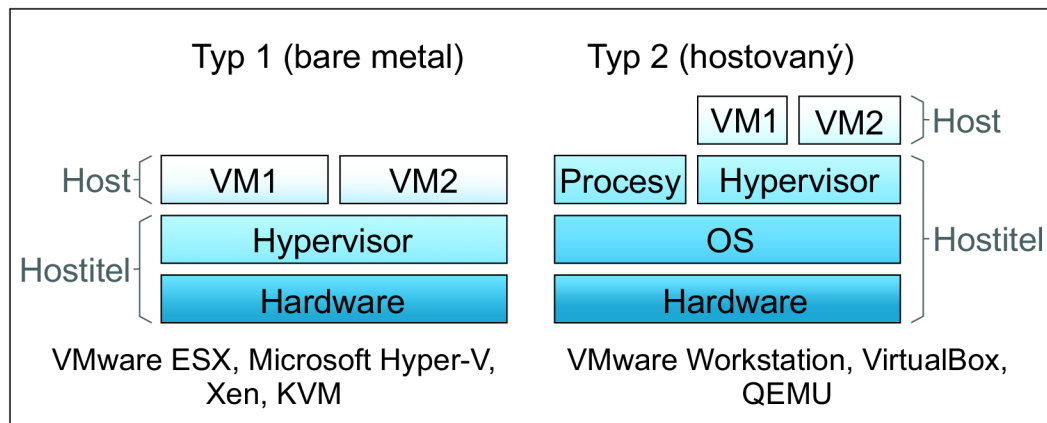 Typ 1 (bare metal)
Host
VM1
VM2
Hostitel
Hypervisor
Hardware
VMware ESX, Microsoft Hyper-V,
Xen, KVM
Typ 2 (hostovaný)
VM1
VM2
Host
Procesy
Hypervisor
OS
Hostitel
Hardware
VMware Workstation, VirtualBox,
QEMU